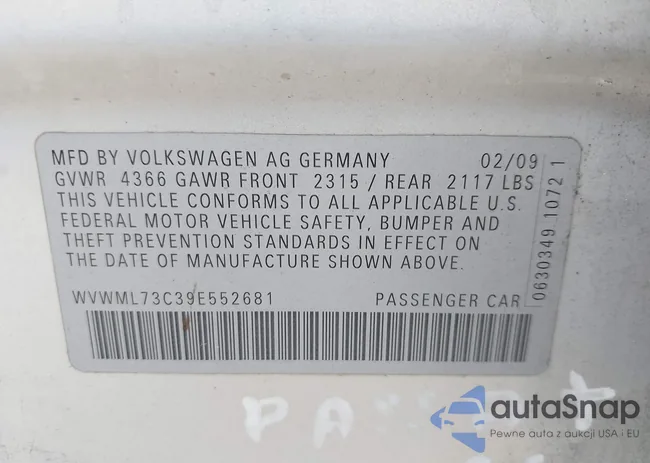 MFD BY VOLKSWAGEN AG GERMANY 02/09
GVWR 4366 GAWR FRONT 2315 / REAR 2117 LBS
THIS VEHICLE CONFORMS TO ALL APPLICABLE U.S.
FEDERAL MOTOR VEHICLE SAFETY, BUMPER AND
THEFT PREVENTION STANDARDS IN EFFECT ON
THE DATE OF MANUFACTURE SHOWN ABOVE.
WVWML73C39E552681 PASSENGER CAR
0630349 1072 1
autoSnap
Pewne auta z aukcji USA i EU